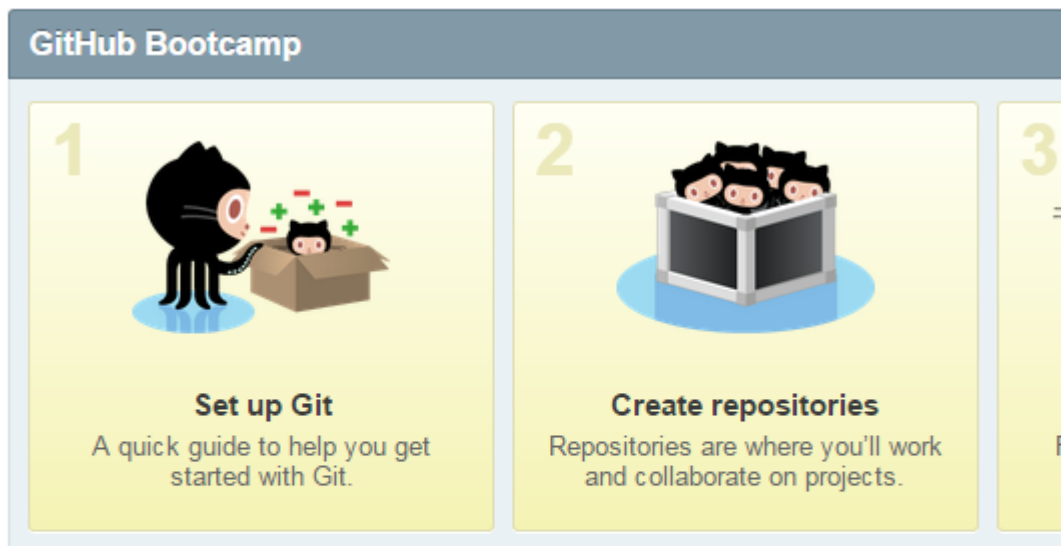 GitHub Bootcamp
1
Set up Git
A quick guide to help you get
started with Git.
2
Create repositories
Repositories are where you'll work
and collaborate on projects.
3